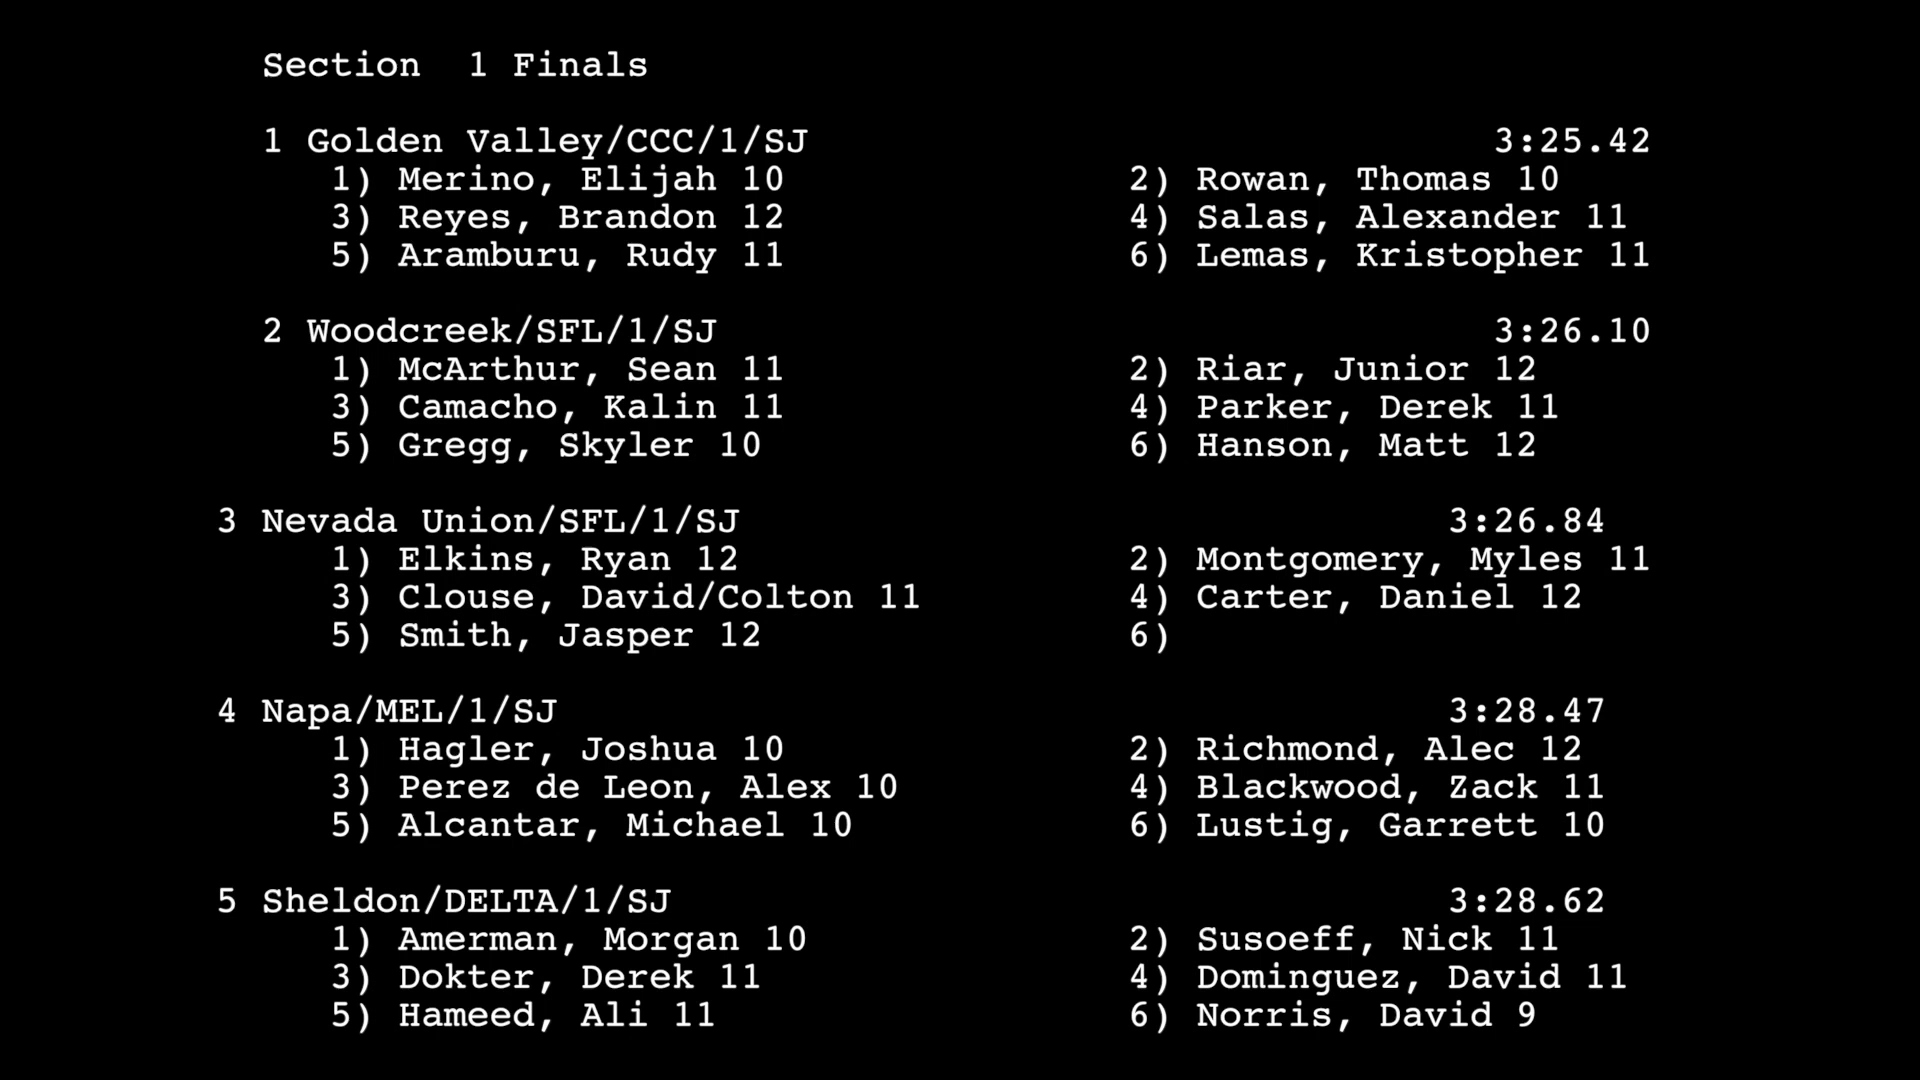 Section  1 Finals
1 Golden Valley/CCC/1/SJ 3:25.42
1) Merino, Elijah 10 2) Rowan, Thomas 10
3) Reyes, Brandon 12 4) Salas, Alexander 11
5) Aramburu, Rudy 11 6) Lemas, Kristopher 11
2 Woodcreek/SFL/1/SJ 3:26.10
1) McArthur, Sean 11 2) Riar, Junior 12
3) Camacho, Kalin 11 4) Parker, Derek 11
5) Gregg, Skyler 10 6) Hanson, Matt 12
3 Nevada Union/SFL/1/SJ 3:26.84
1) Elkins, Ryan 12 2) Montgomery, Myles 11
3) Clouse, David/Colton 11 4) Carter, Daniel 12
5) Smith, Jasper 12 6)
4 Napa/MEL/1/SJ 3:28.47
1) Hagler, Joshua 10 2) Richmond, Alec 12
3) Perez de Leon, Alex 10 4) Blackwood, Zack 11
5) Alcantar, Michael 10 6) Lustig, Garrett 10
5 Sheldon/DELTA/1/SJ 3:28.62
1) Amerman, Morgan 10 2) Susoeff, Nick 11
3) Dokter, Derek 11 4) Dominguez, David 11
5) Hameed, Ali 11 6) Norris, David 9